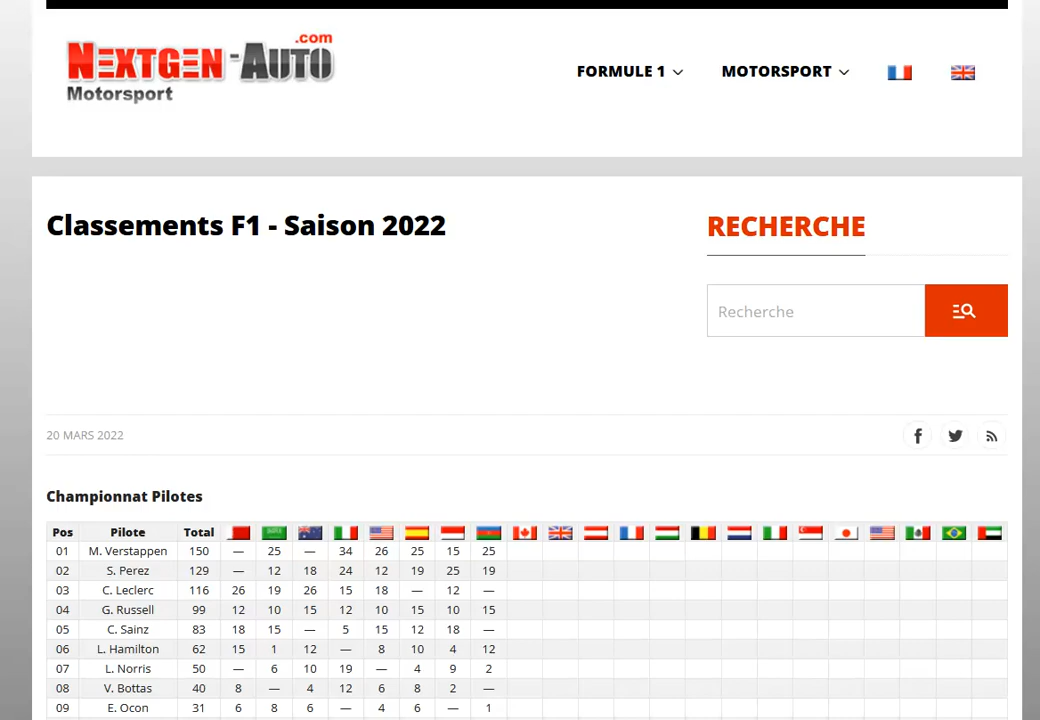 NEXTGEN-AUTO.com
Motorsport
FORMULE 1
MOTORSPORT
Classements F1 - Saison 2022
RECHERCHE
Recherche
20 MARS 2022
Championnat Pilotes
Pos Pilote Total
01 M. Verstappen 150 — 25 — 34 26 25 15 25
02 S. Perez 129 — 12 18 24 12 19 25 19
03 C. Leclerc 116 26 19 26 15 18 — 12 —
04 G. Russell 99 12 10 15 12 10 15 10 15
05 C. Sainz 83 18 15 — 5 15 12 18 —
06 L. Hamilton 62 15 1 12 — 8 10 4 12
07 L. Norris 50 — 6 10 19 — 4 9 2
08 V. Bottas 40 8 — 4 12 6 8 2 —
09 E. Ocon 31 6 8 6 — 4 6 — 1